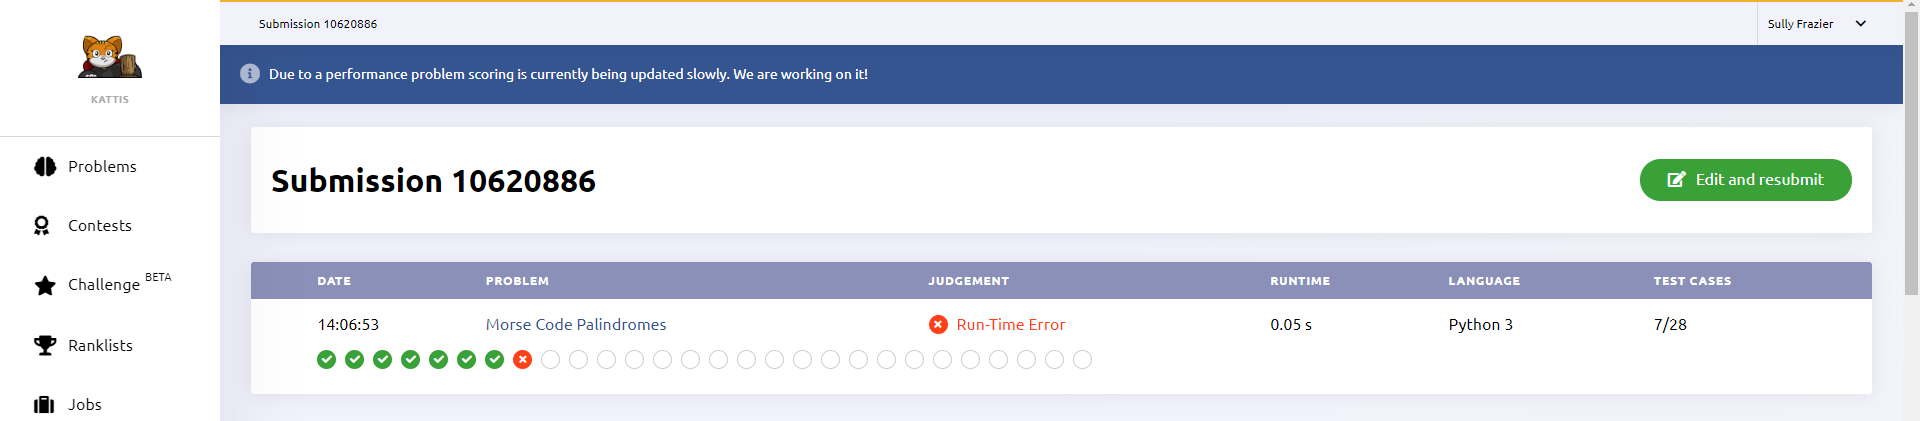 Submission 10620886
Sully Frazier
KATTIS
Due to a performance problem scoring is currently being updated slowly. We are working on it!
Problems
Contests
Challenge BETA
Ranklists
Jobs
Submission 10620886
Edit and resubmit
DATE PROBLEM JUDGEMENT RUNTIME LANGUAGE TEST CASES
14:06:53 Morse Code Palindromes Run-Time Error 0.05 s Python 3 7/28